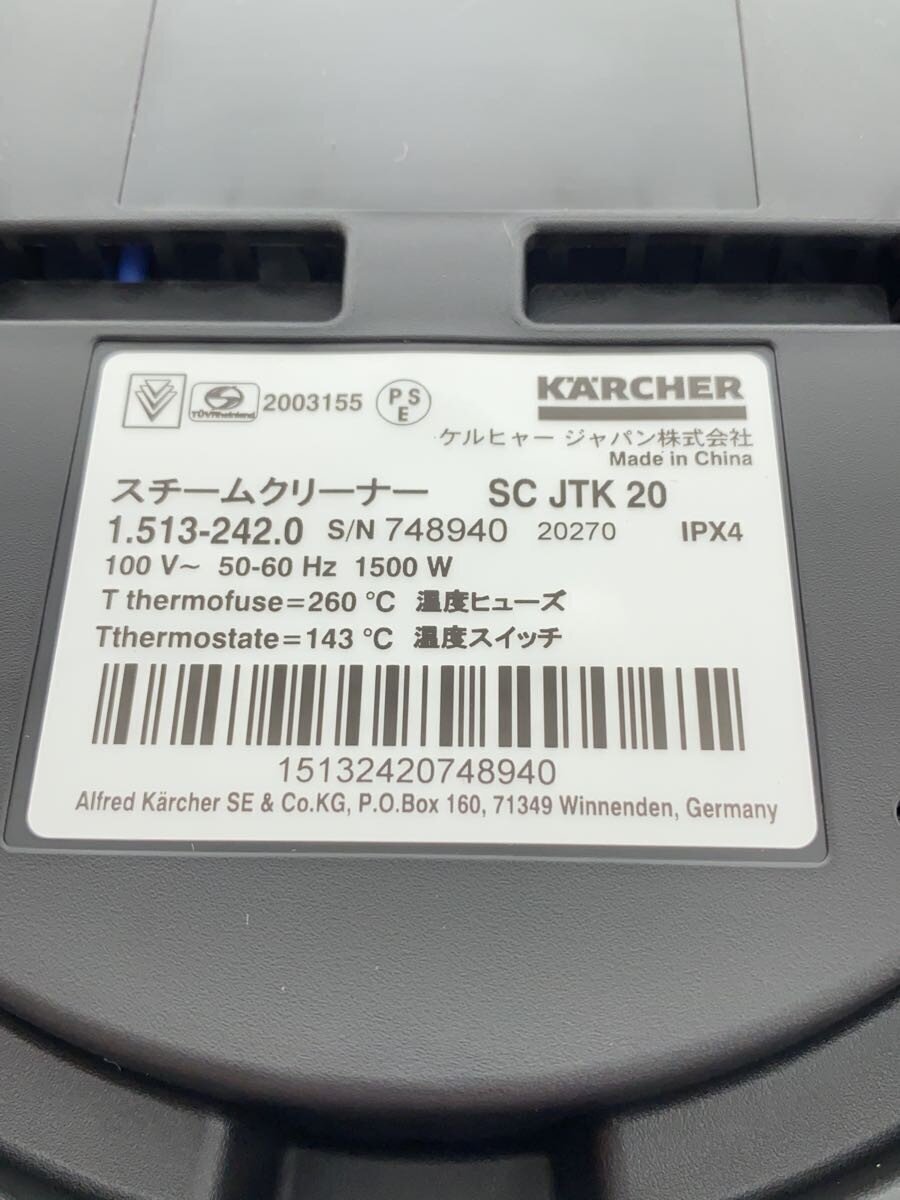 TÜVRheinland 2003155 PSE KÄRCHER
ケルヒャー ジャパン株式会社
Made in China
スチームクリーナー SC JTK 20
1.513-242.0 S/N 748940 20270 IPX4
100 V~ 50-60 Hz 1500 W
T thermofuse=260 °C 温度ヒューズ
Tthermostate=143 °C 温度スイッチ
15132420748940
Alfred Kärcher SE & Co.KG, P.O.Box 160, 71349 Winnenden, Germany